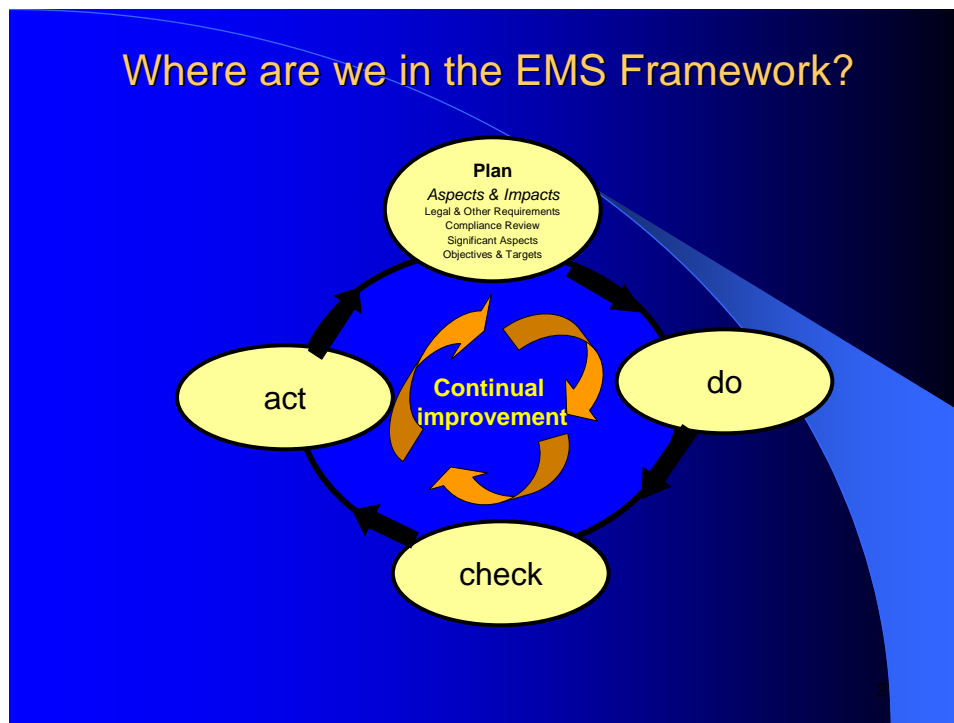 Where are we in the EMS Framework?
Plan
Aspects & Impacts
Legal & Other Requirements
Compliance Review
Significant Aspects
Objectives & Targets
act
Continual
improvement
do
check